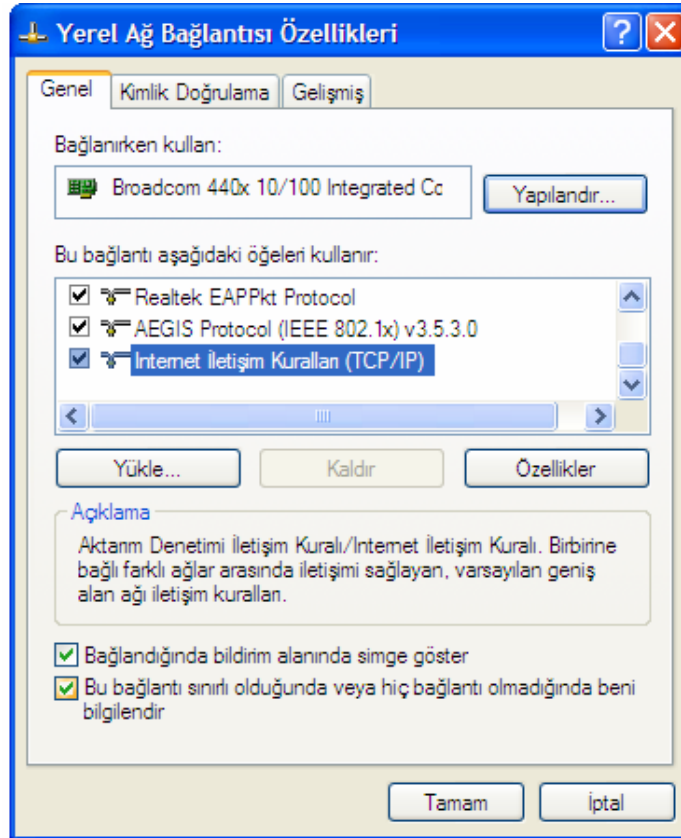 Yerel Ağ Bağlantısı Özellikleri
Genel
Kimlik Doğrulama
Gelişmiş
Bağlanırken kullan:
Broadcom 440x 10/100 Integrated Cc
Yapılandır...
Bu bağlantı aşağıdaki öğeleri kullanır:
Realtek EAPPkt Protocol
AEGIS Protocol (IEEE 802.1x) v3.5.3.0
Internet İletişim Kuralları (TCP/IP)
Yükle...
Kaldır
Özellikler
Açıklama
Aktarım Denetimi İletişim Kuralı/Internet İletişim Kuralı. Birbirine
bağlı farklı ağlar arasında iletişimi sağlayan, varsayılan geniş
alan ağı iletişim kuralları.
Bağlandığında bildirim alanında simge göster
Bu bağlantı sınırlı olduğunda veya hiç bağlantı olmadığında beni
bilgilendir
Tamam
İptal